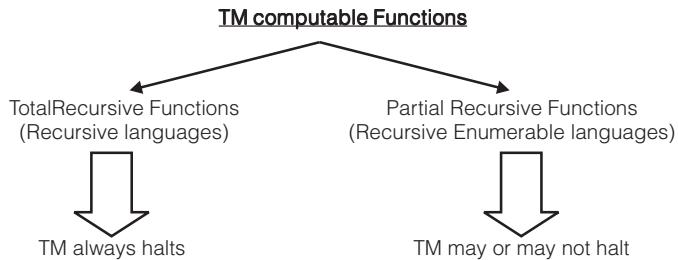 TM computable Functions
TotalRecursive Functions
(Recursive languages)
Partial Recursive Functions
(Recursive Enumerable languages)
TM always halts
TM may or may not halt